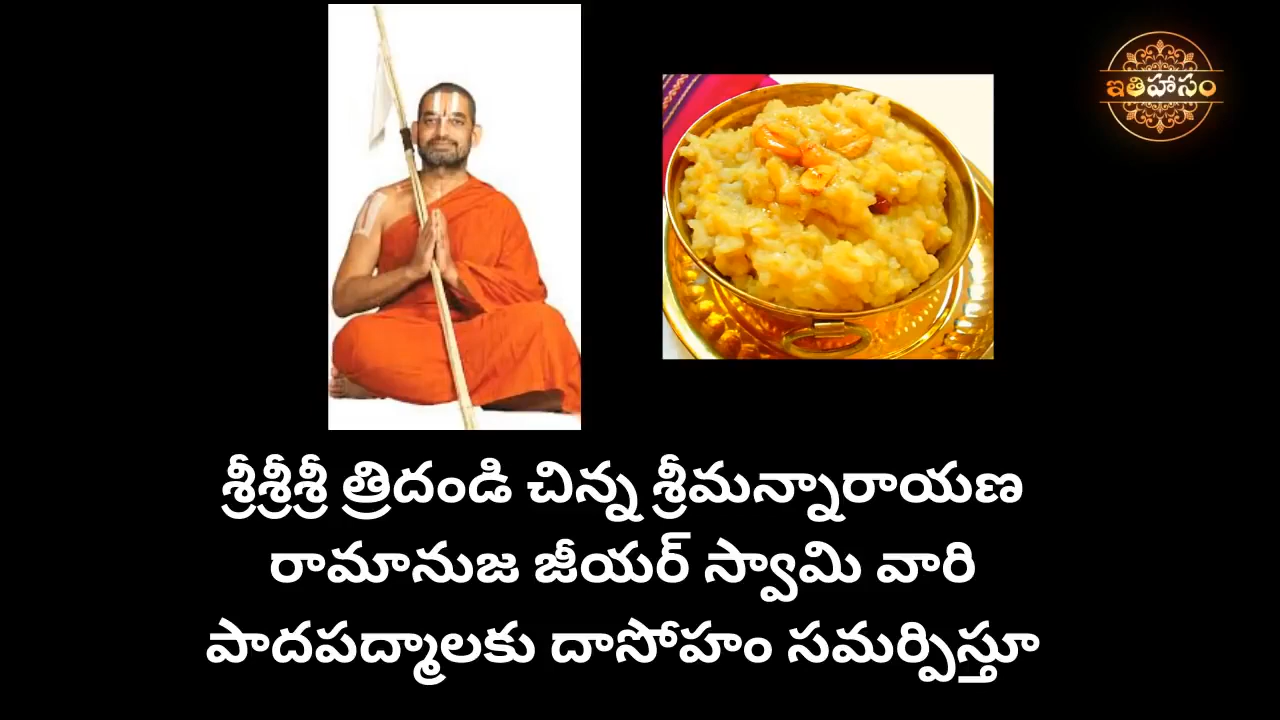 ఇతిహాసం
శ్రీశ్రీశ్రీ త్రిదండి చిన్న శ్రీమన్నారాయణ
రామానుజ జీయర్ స్వామి వారి
పాదపద్మాలకు దాసోహం సమర్పిస్తూ